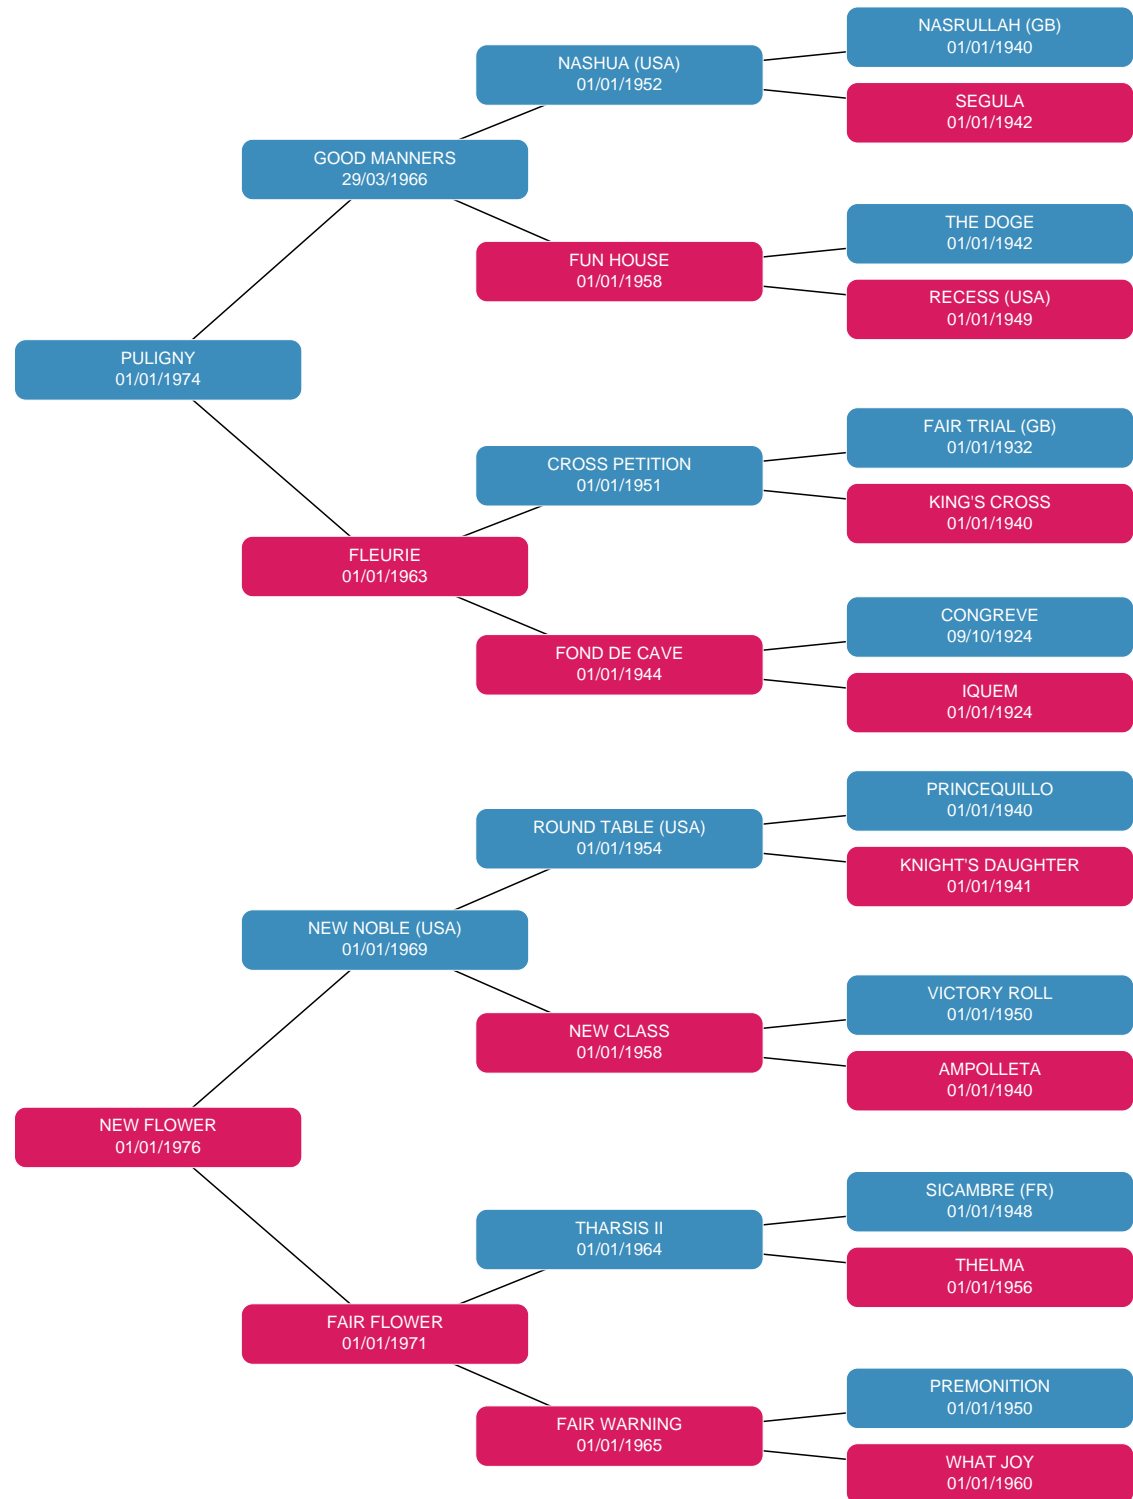 NASRULLAH (GB)
01/01/1940
NASHUA (USA)
01/01/1952
SEGULA
01/01/1942
GOOD MANNERS
29/03/1966
THE DOGE
01/01/1942
FUN HOUSE
01/01/1958
RECESS (USA)
01/01/1949
PULIGNY
01/01/1974
FAIR TRIAL (GB)
01/01/1932
CROSS PETITION
01/01/1951
KING'S CROSS
01/01/1940
FLEURIE
01/01/1963
CONGREVE
09/10/1924
FOND DE CAVE
01/01/1944
IQUEM
01/01/1924
PRINCEQUILLO
01/01/1940
ROUND TABLE (USA)
01/01/1954
KNIGHT'S DAUGHTER
01/01/1941
NEW NOBLE (USA)
01/01/1969
VICTORY ROLL
01/01/1950
NEW CLASS
01/01/1958
AMPOLLETA
01/01/1940
NEW FLOWER
01/01/1976
SICAMBRE (FR)
01/01/1948
THARSIS II
01/01/1964
THELMA
01/01/1956
FAIR FLOWER
01/01/1971
PREMONITION
01/01/1950
FAIR WARNING
01/01/1965
WHAT JOY
01/01/1960